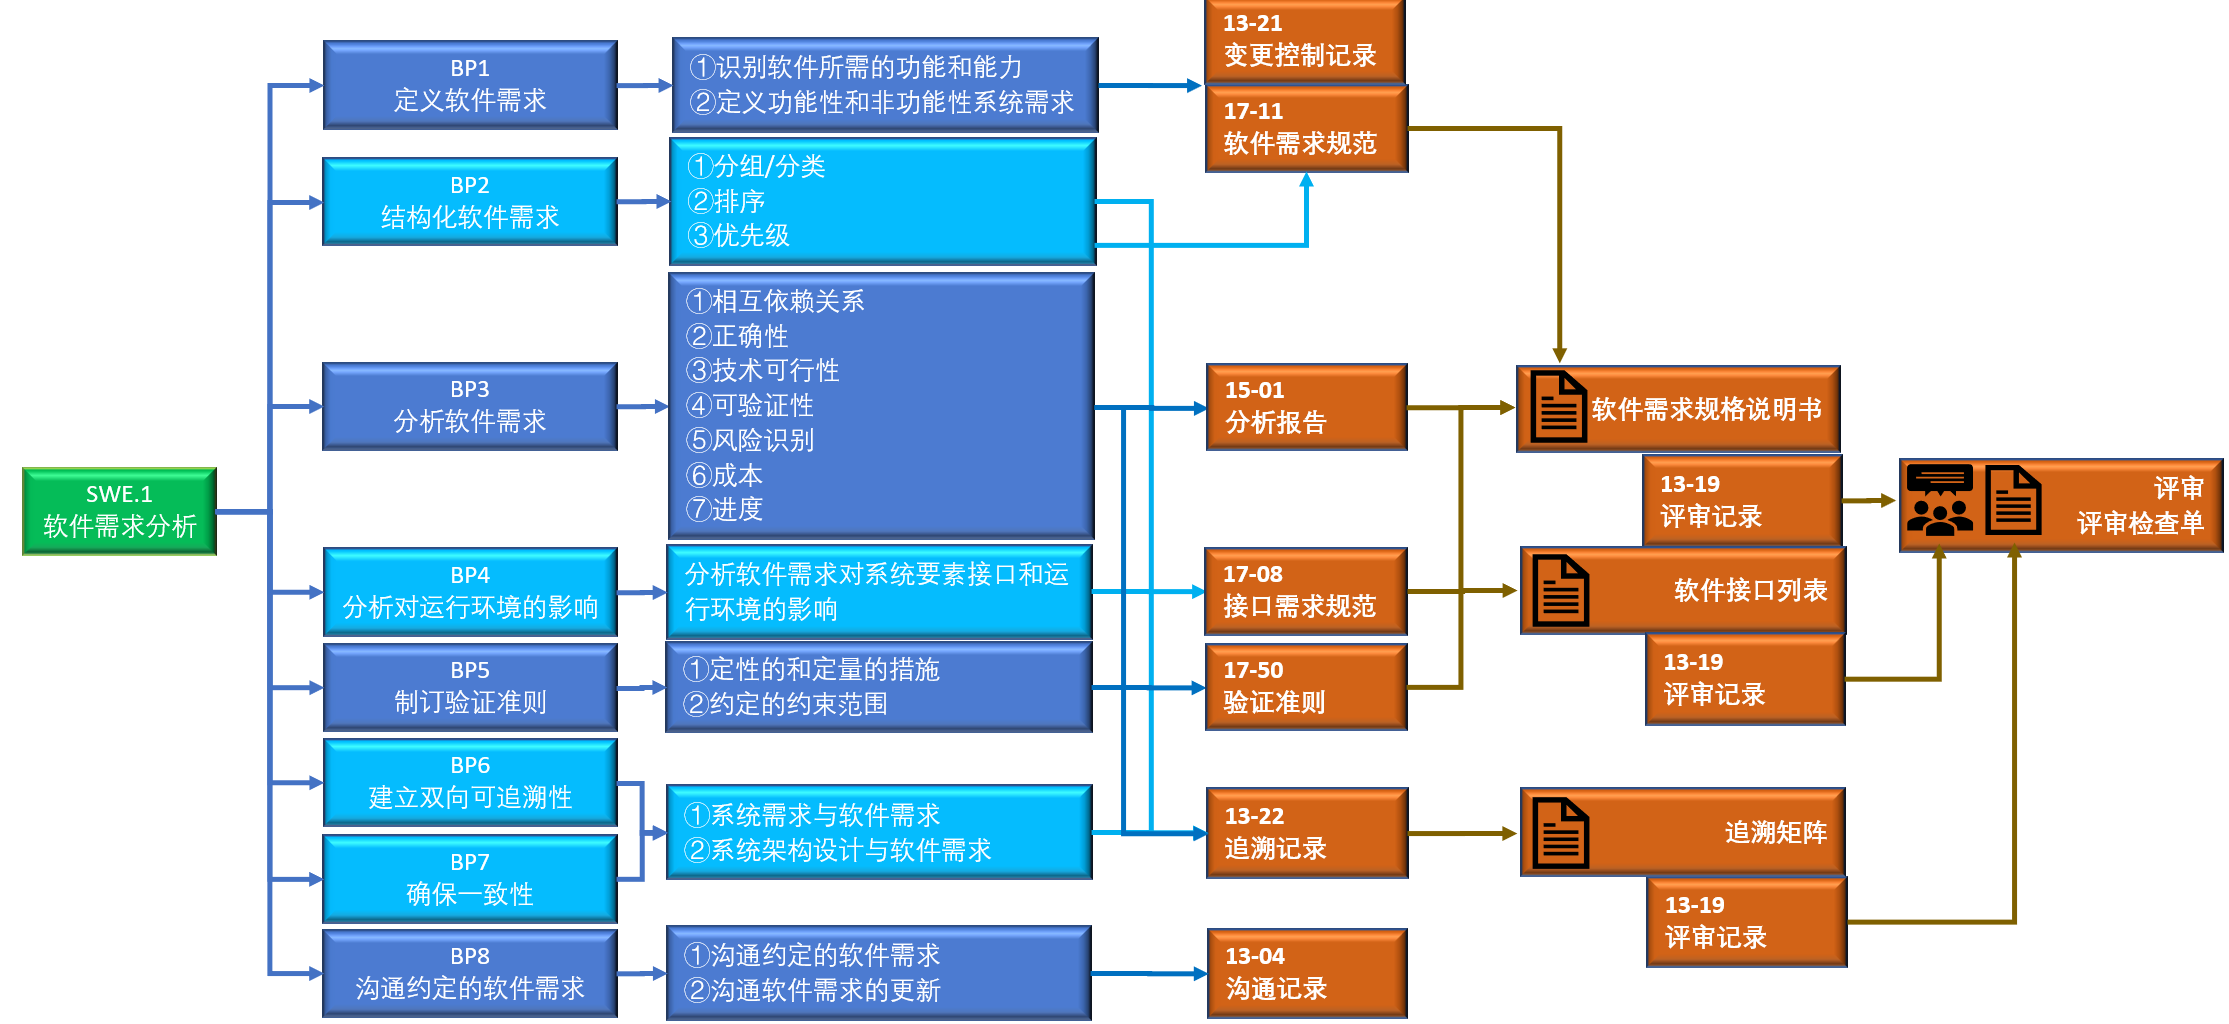 SWE.1
软件需求分析
BP1
定义软件需求
BP2
结构化软件需求
BP3
分析软件需求
BP4
分析对运行环境的影响
BP5
制订验证准则
BP6
建立双向可追溯性
BP7
确保一致性
BP8
沟通约定的软件需求
①识别软件所需的功能和能力
②定义功能性和非功能性系统需求
①分组/分类
②排序
③优先级
①相互依赖关系
②正确性
③技术可行性
④可验证性
⑤风险识别
⑥成本
⑦进度
分析软件需求对系统要素接口和运
行环境的影响
①定性的和定量的措施
②约定的约束范围
①系统需求与软件需求
②系统架构设计与软件需求
①沟通约定的软件需求
②沟通软件需求的更新
13-21
变更控制记录
17-11
软件需求规范
15-01
分析报告
17-08
接口需求规范
17-50
验证准则
13-22
追溯记录
13-04
沟通记录
软件需求规格说明书
13-19
评审记录
软件接口列表
13-19
评审记录
追溯矩阵
13-19
评审记录
评审
评审检查单